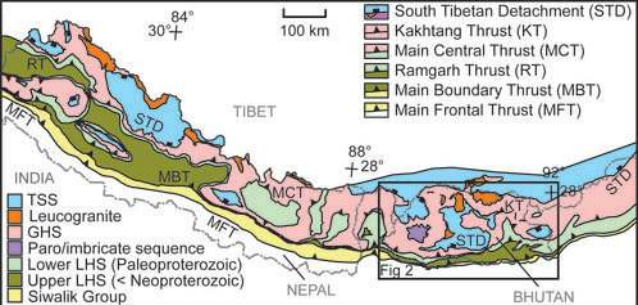 84°
30°
100 km
South Tibetan Detachment (STD)
Kakhtang Thrust (KT)
Main Central Thrust (MCT)
Ramgarh Thrust (RT)
Main Boundary Thrust (MBT)
Main Frontal Thrust (MFT)
RT
STD
TIBET
MFT
88°
28°
92°
28°
INDIA
MBT
MCT
KT
STD
STD
MFT
TSS
Leucogranite
GHS
Paro/imbricate sequence
Lower LHS (Paleoproterozoic)
Upper LHS (< Neoproterozoic)
Siwalik Group
NEPAL
Fig 2
BHUTAN